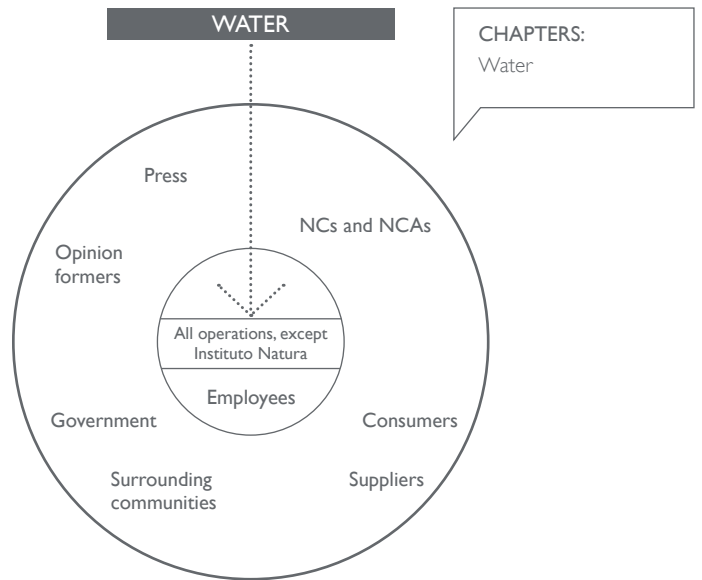 WATER
CHAPTERS:
Water
Press
NCs and NCAs
Opinion
formers
All operations, except
Instituto Natura
Employees
Government
Consumers
Surrounding
communities
Suppliers